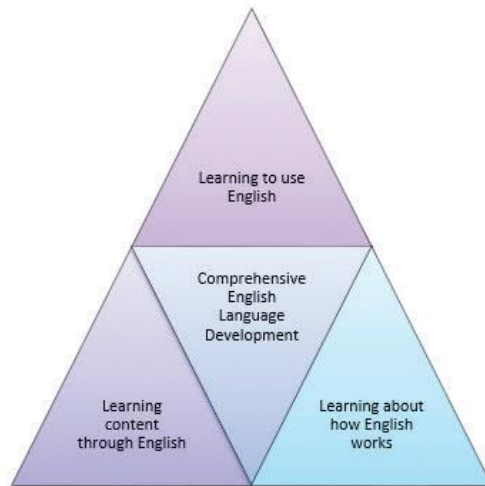 Learning to use
English
Comprehensive
English
Language
Development
Learning
content
through English
Learning about
how English
works